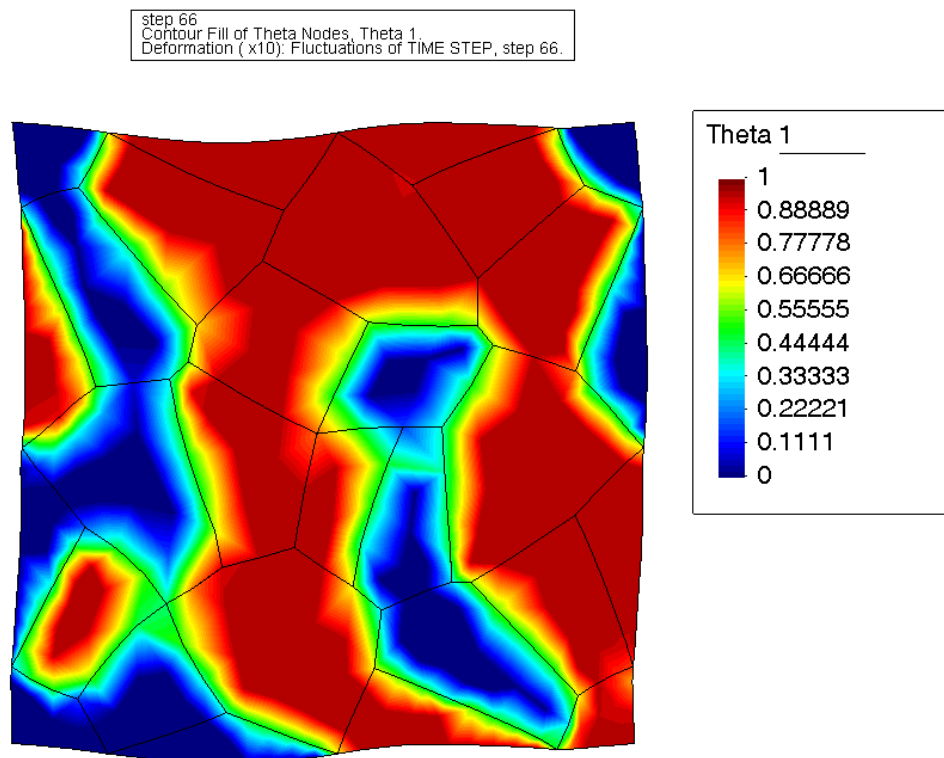 step 66
Contour Fill of Theta Nodes, Theta 1.
Deformation ( x10): Fluctuations of TIME STEP, step 66.
Theta 1
1
0.88889
0.77778
0.66666
0.55555
0.44444
0.33333
0.22221
0.1111
0